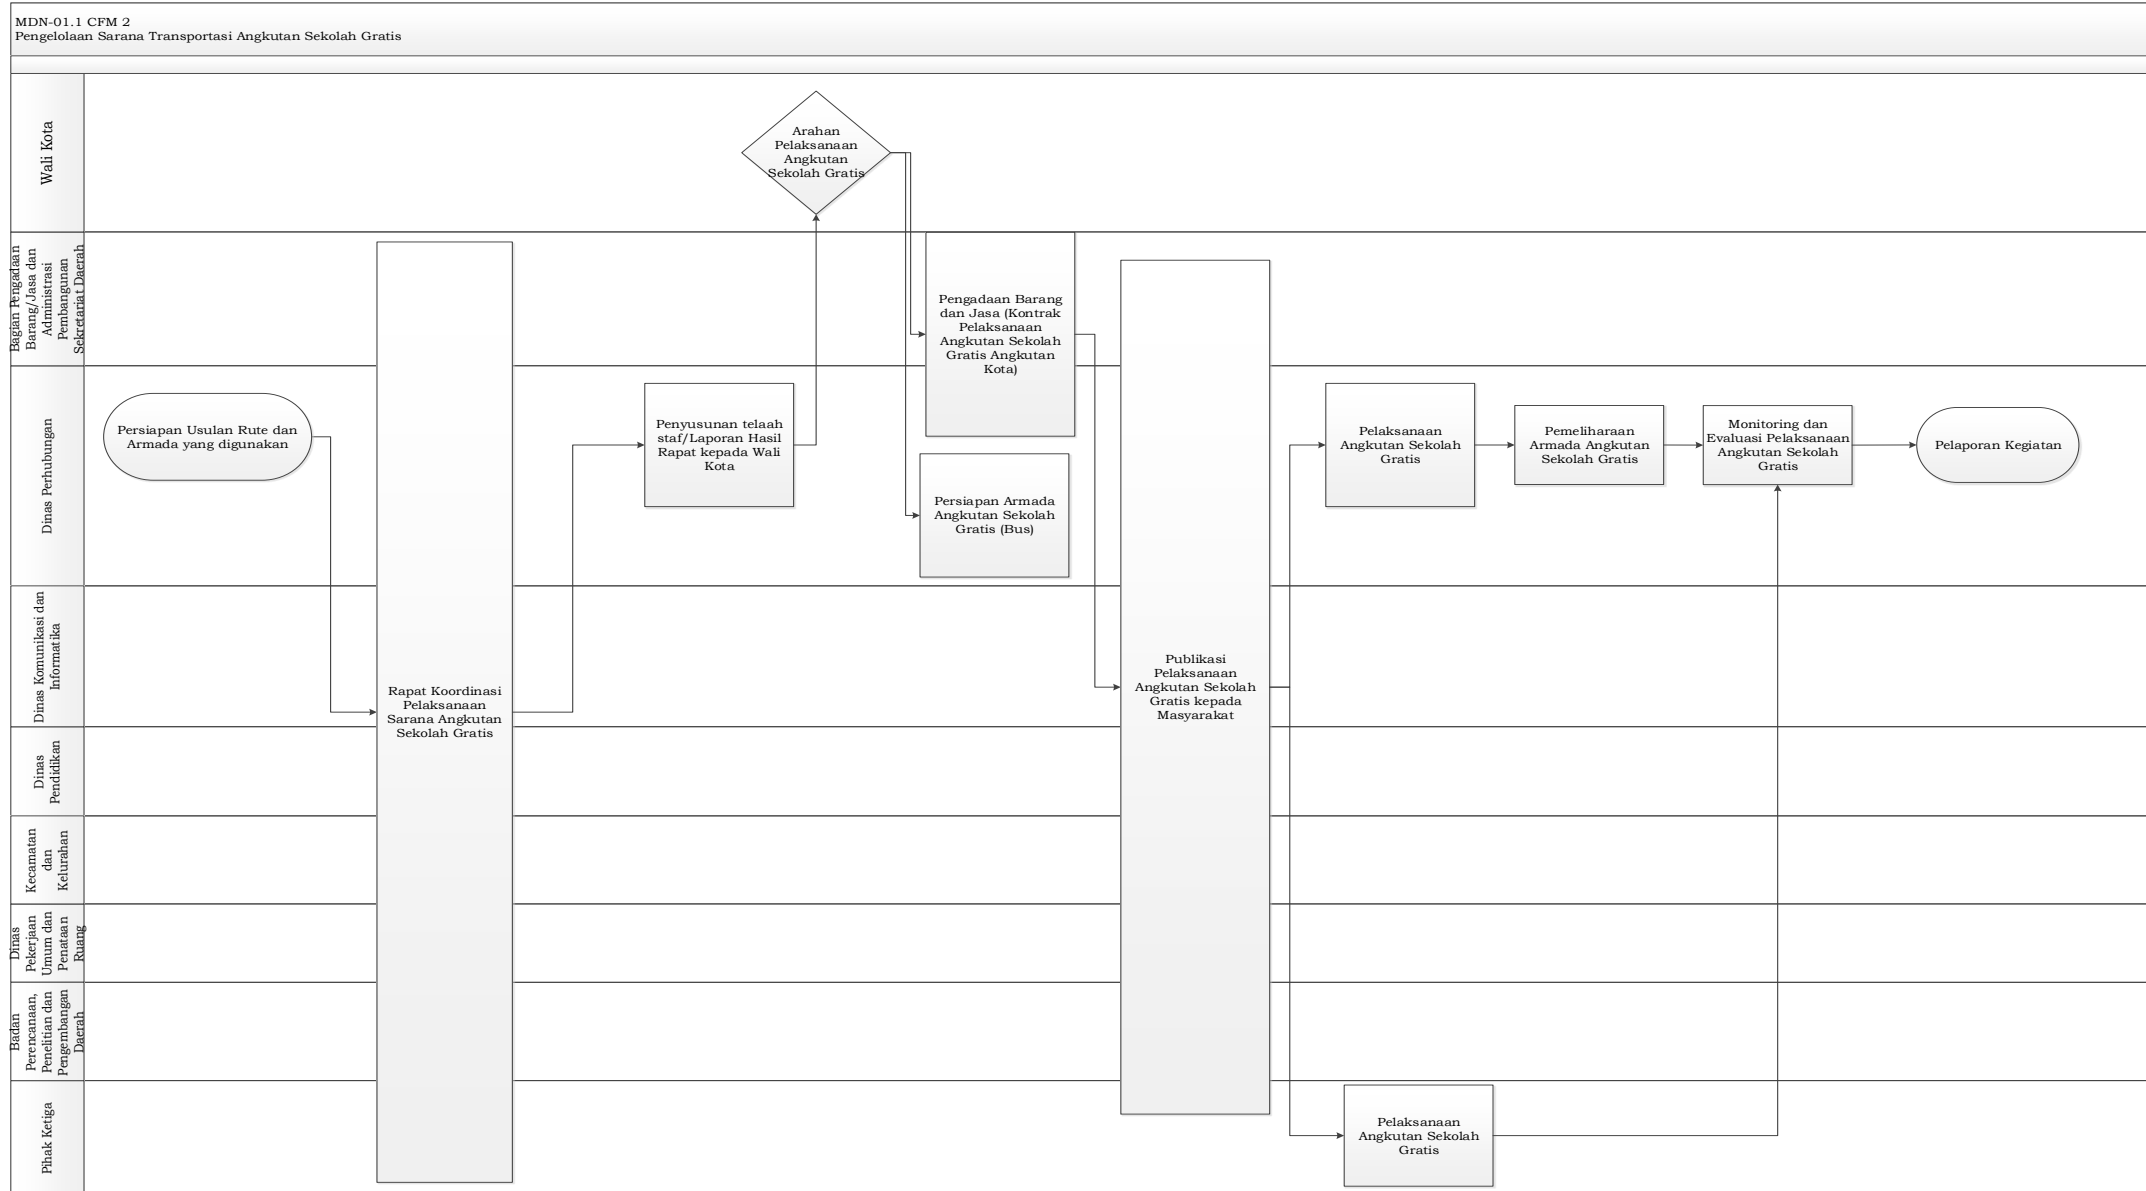 MDN-01.1 CFM 2
Pengelolaan Sarana Transportasi Angkutan Sekolah Gratis
Wali Kota
Arahan
Pelaksanaan
Angkutan
Sekolah Gratis
Bagian Pengadaan
Barang/Jasa dan
Administrasi
Pembangunan
Sekretariat Daerah
Pengadaan Barang
dan Jasa (Kontrak
Pelaksanaan
Angkutan Sekolah
Gratis Angkutan
Kota)
Dinas Perhubungan
Persiapan Usulan Rute dan
Armada yang digunakan
Penyusunan telaah
staf/Laporan Hasil
Rapat kepada Wali
Kota
Persiapan Armada
Angkutan Sekolah
Gratis (Bus)
Pelaksanaan
Angkutan Sekolah
Gratis
Pemeliharaan
Armada Angkutan
Sekolah Gratis
Monitoring dan
Evaluasi Pelaksanaan
Angkutan Sekolah
Gratis
Pelaporan Kegiatan
Dinas Komunikasi dan
Informatika
Rapat Koordinasi
Pelaksanaan
Sarana Angkutan
Sekolah Gratis
Publikasi
Pelaksanaan
Angkutan Sekolah
Gratis kepada
Masyarakat
Dinas
Pendidikan
Kecamatan
dan
Kelurahan
Dinas
Pekerjaan
Umum dan
Penataan
Ruang
Badan
Perencanaan,
Penelitian dan
Pengembangan
Daerah
Pihak Ketiga
Pelaksanaan
Angkutan Sekolah
Gratis